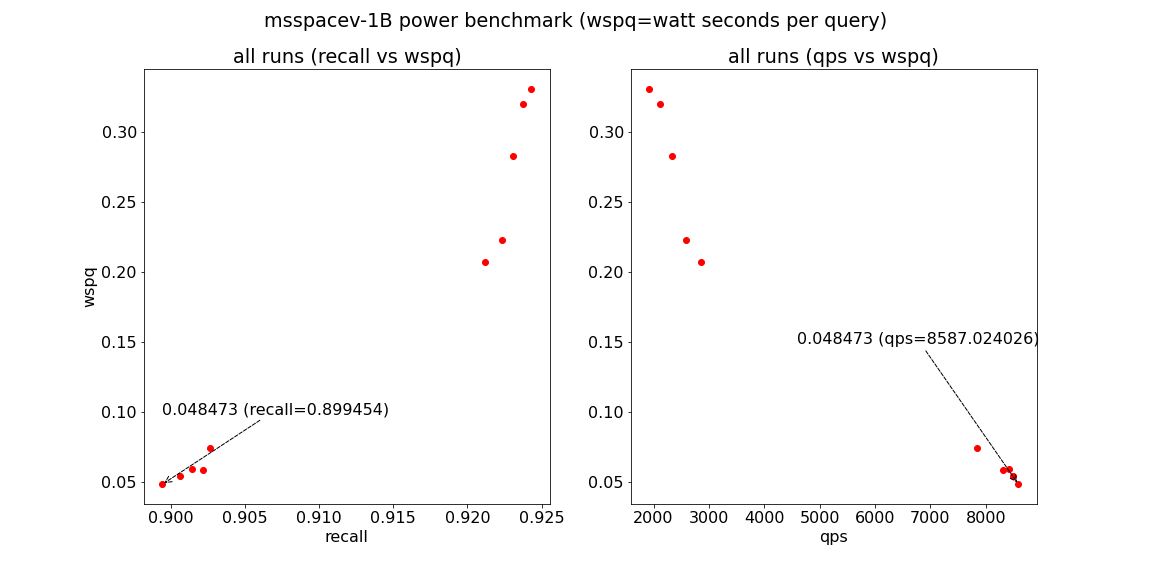 msspacev-1B power benchmark (wspq=watt seconds per query)
all runs (recall vs wspq)
0.30
0.25
0.20
0.15
0.10
0.05
wspq
0.048473 (recall=0.899454)
0.900 0.905 0.910 0.915 0.920 0.925
recall
all runs (qps vs wspq)
0.30
0.25
0.20
0.15
0.10
0.05
0.048473 (qps=8587.024026)
2000 3000 4000 5000 6000 7000 8000
qps